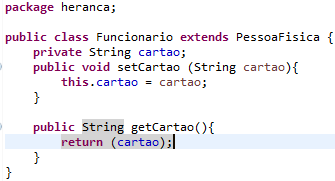 package heranca;
public class Funcionario extends PessoaFisica {
private String cartao;
public void setCartao (String cartao){
this.cartao = cartao;
}
public String getCartao(){
return (cartao);
}
}